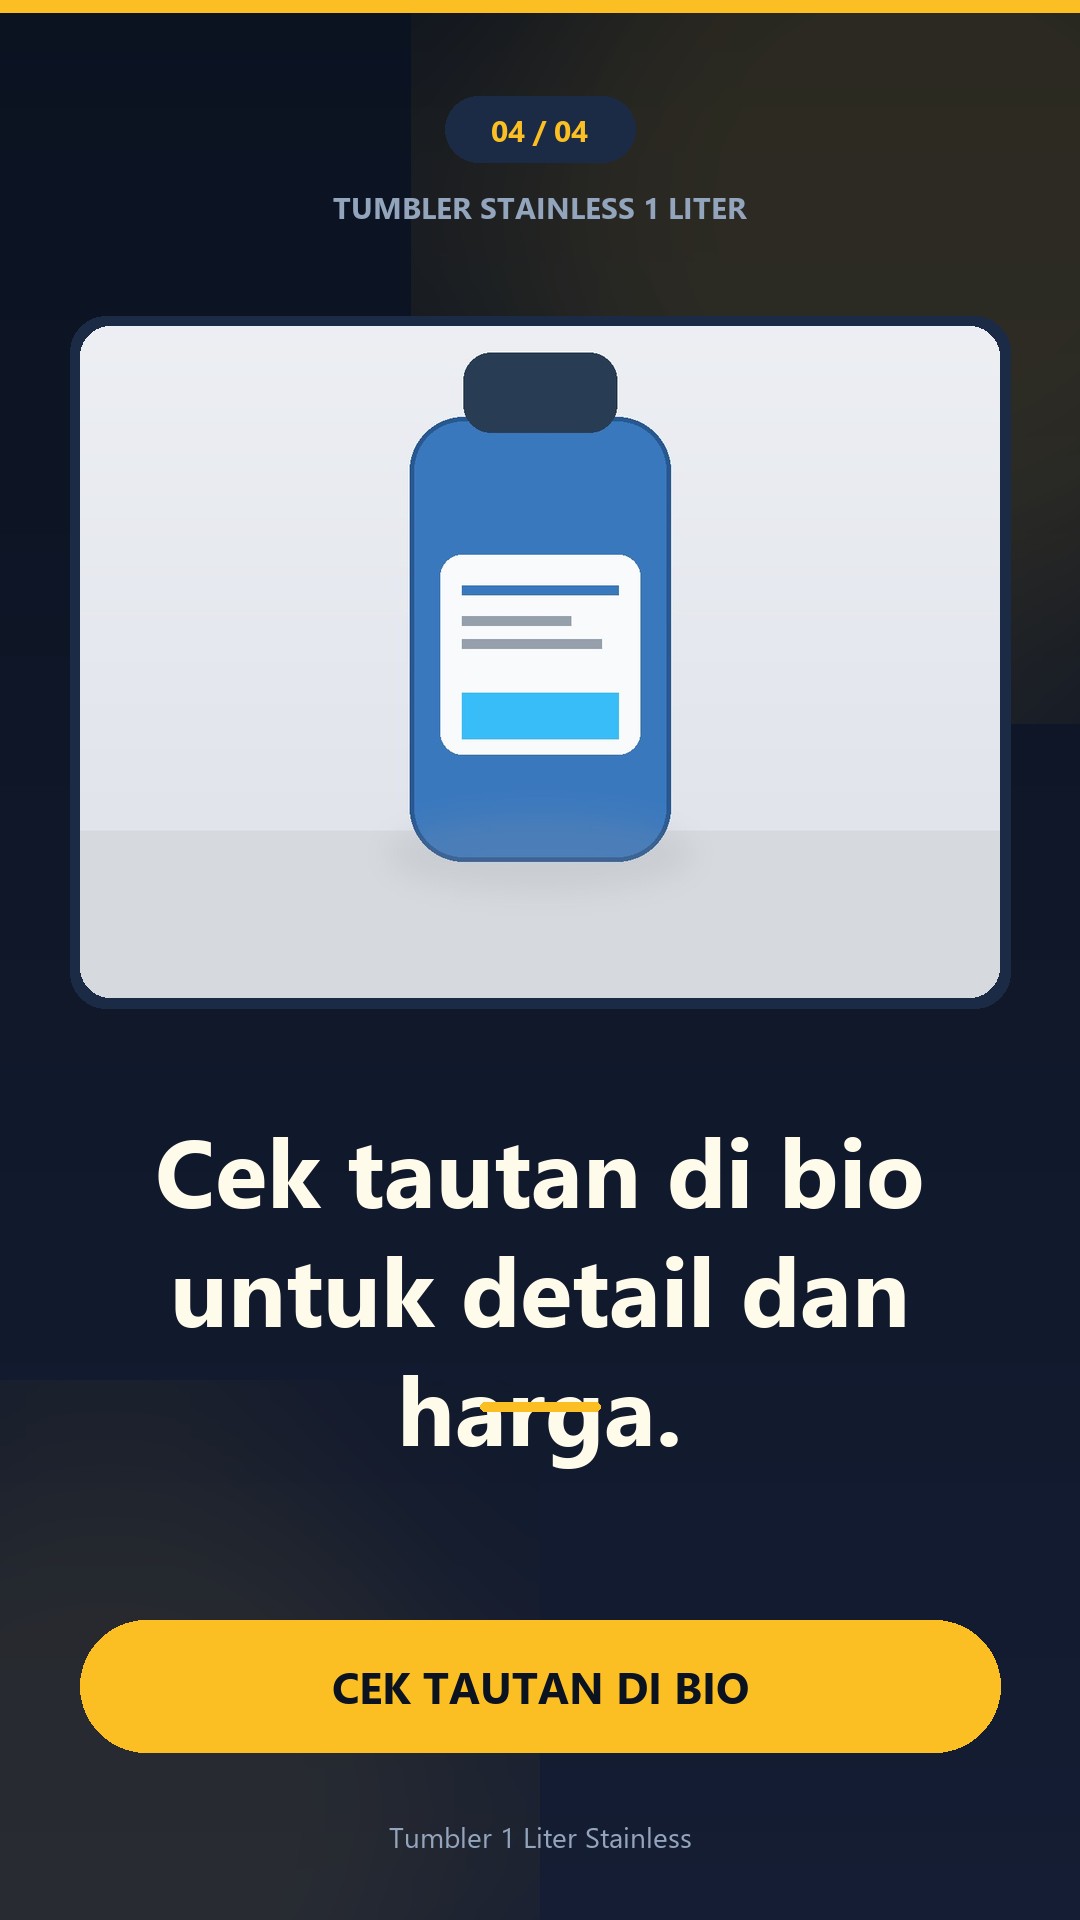 04 / 04
TUMBLER STAINLESS 1 LITER
Cek tautan di bio
untuk detail dan
harga.
CEK TAUTAN DI BIO
Tumbler 1 Liter Stainless